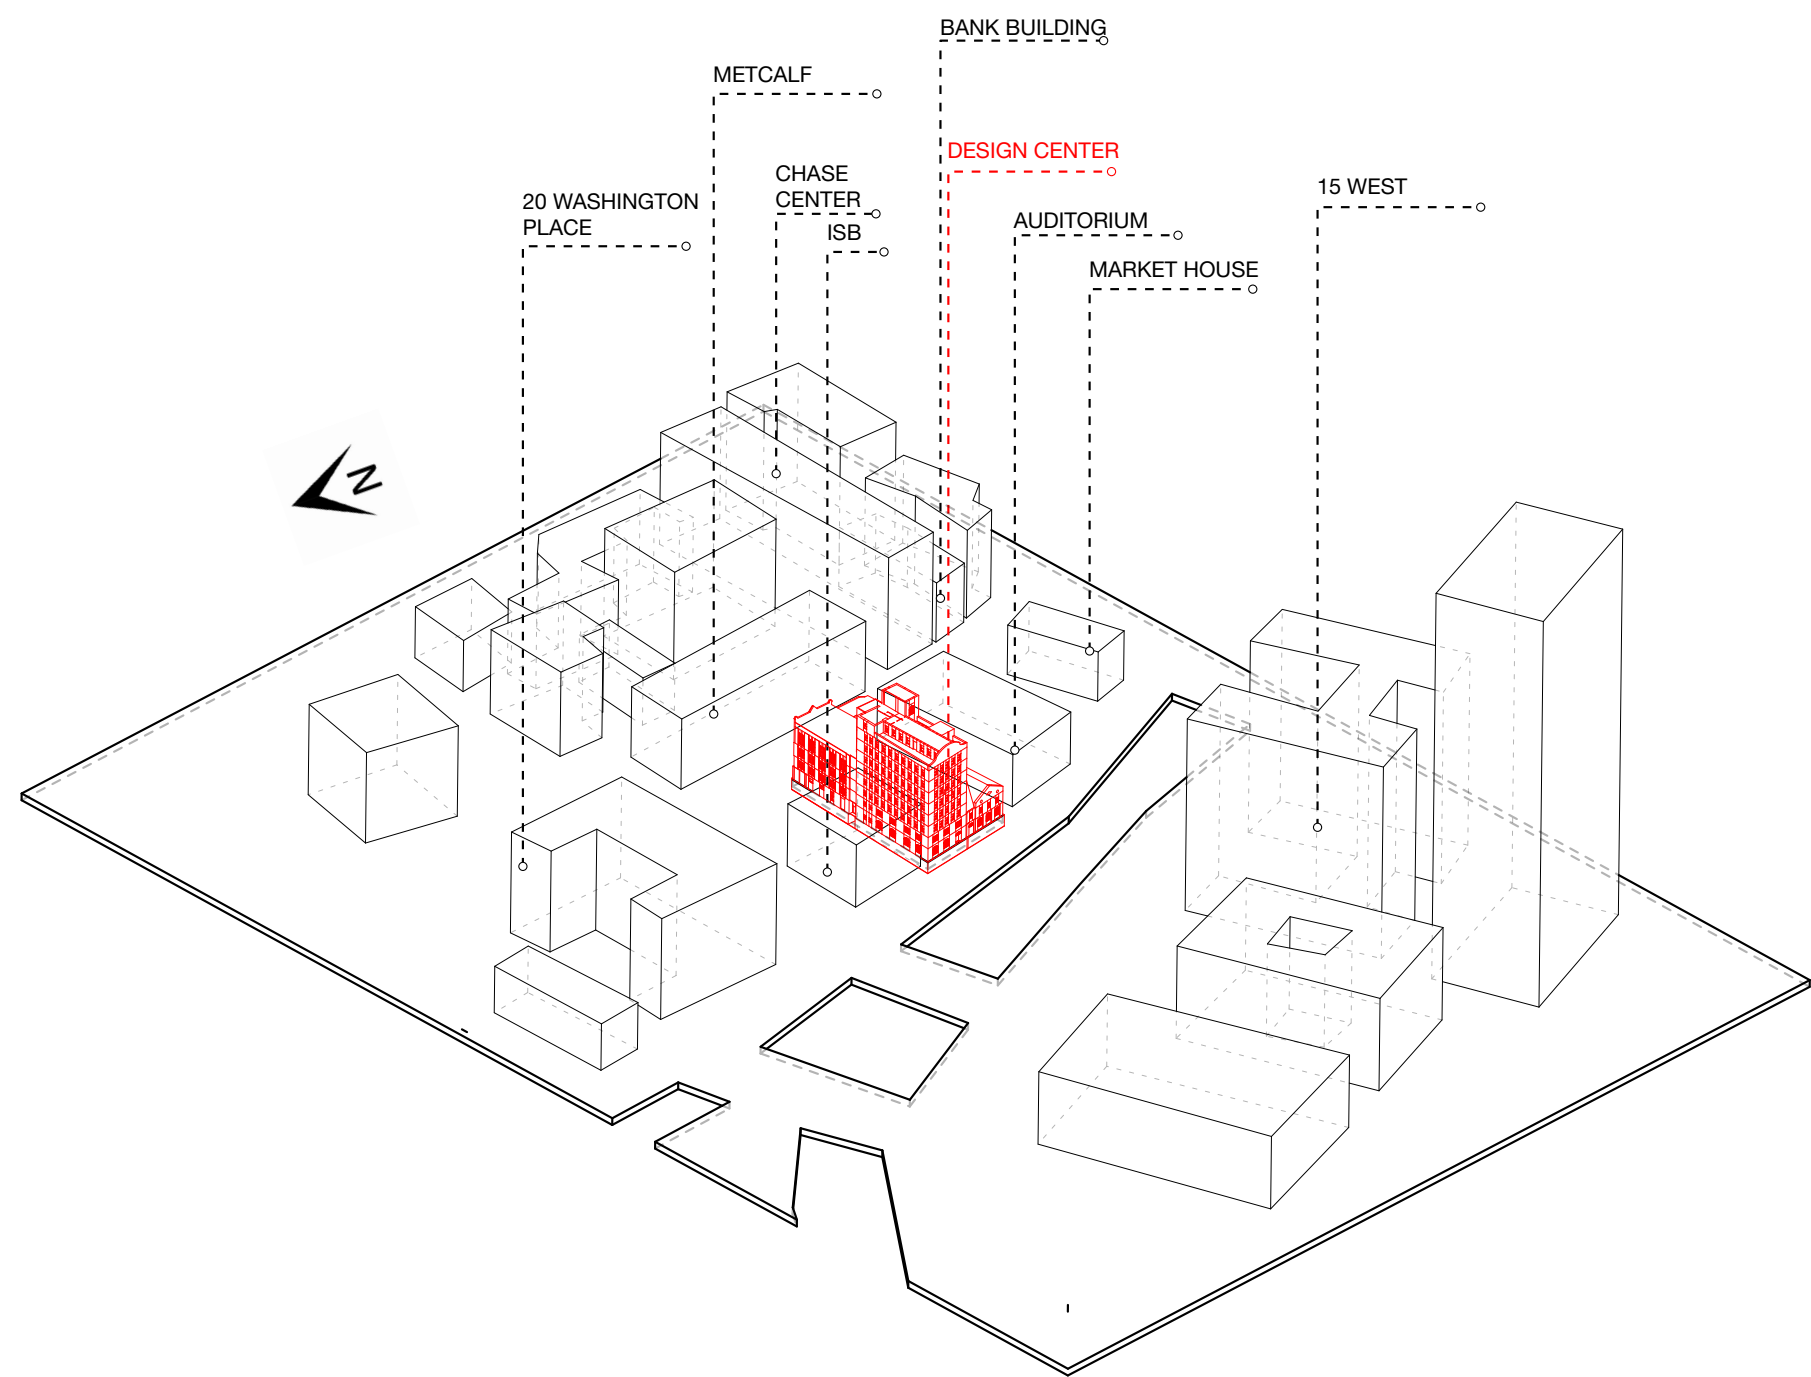 BANK BUILDING
METCALF
DESIGN CENTER
CHASE
CENTER
15 WEST
20 WASHINGTON
PLACE
AUDITORIUM
ISB
MARKET HOUSE
N